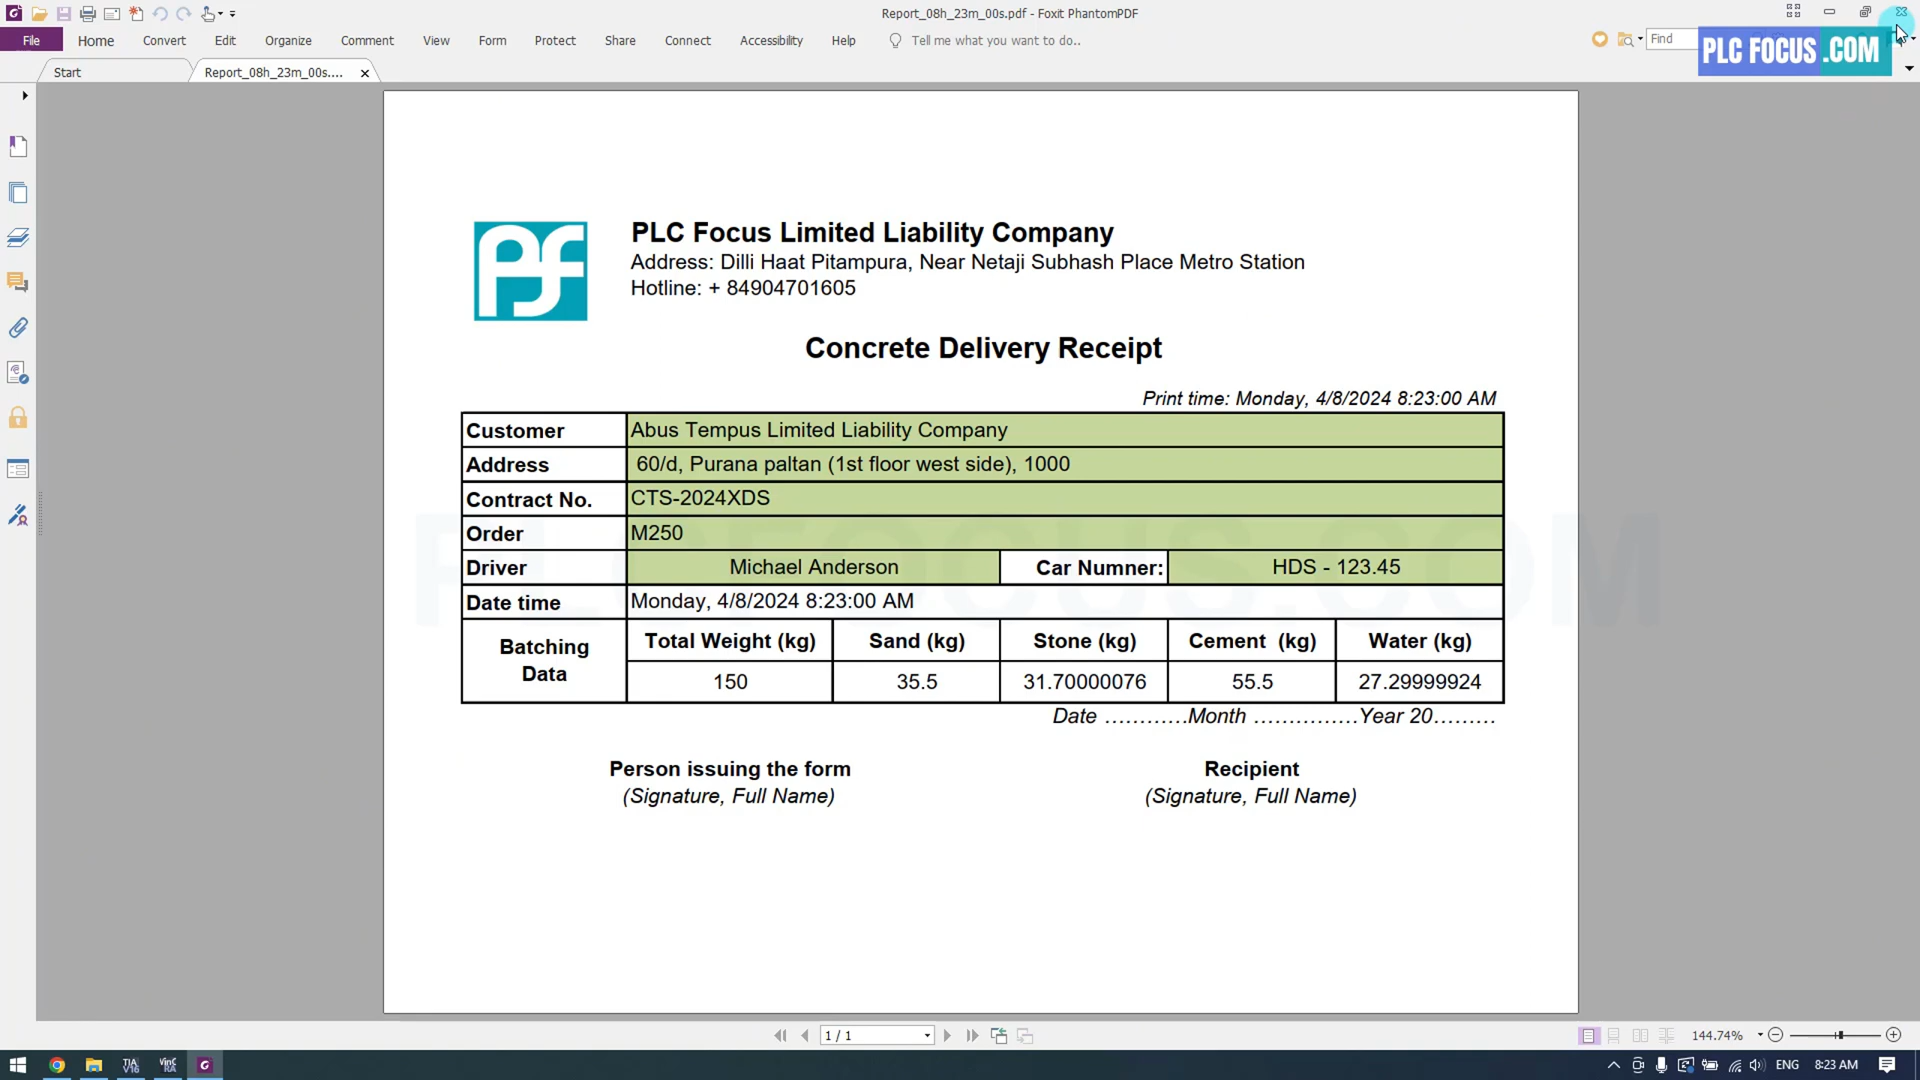 Report_08h_23m_00s.pdf - Foxit PhantomPDF
File Home Convert Edit Organize Comment View Form Protect Share Connect Accessibility Help Tell me what you want to do.. Find
PLC FOCUS .COM
Start Report_08h_23m_00s....
PLC Focus Limited Liability Company
Address: Dilli Haat Pitampura, Near Netaji Subhash Place Metro Station
Hotline: + 84904701605
Concrete Delivery Receipt
Print time: Monday, 4/8/2024 8:23:00 AM
Customer Abus Tempus Limited Liability Company
Address 60/d, Purana paltan (1st floor west side), 1000
Contract No. CTS-2024XDS
Order M250
Driver Michael Anderson Car Numner: HDS - 123.45
Date time Monday, 4/8/2024 8:23:00 AM
Batching Data
Total Weight (kg) Sand (kg) Stone (kg) Cement (kg) Water (kg)
150 35.5 31.70000076 55.5 27.29999924
Date ............Month ...............Year 20.........
Person issuing the form Recipient
(Signature, Full Name) (Signature, Full Name)
PLCFOCUS.COM
1 / 1
144.74%
TIA V16
VinC RA
ENG 8:23 AM